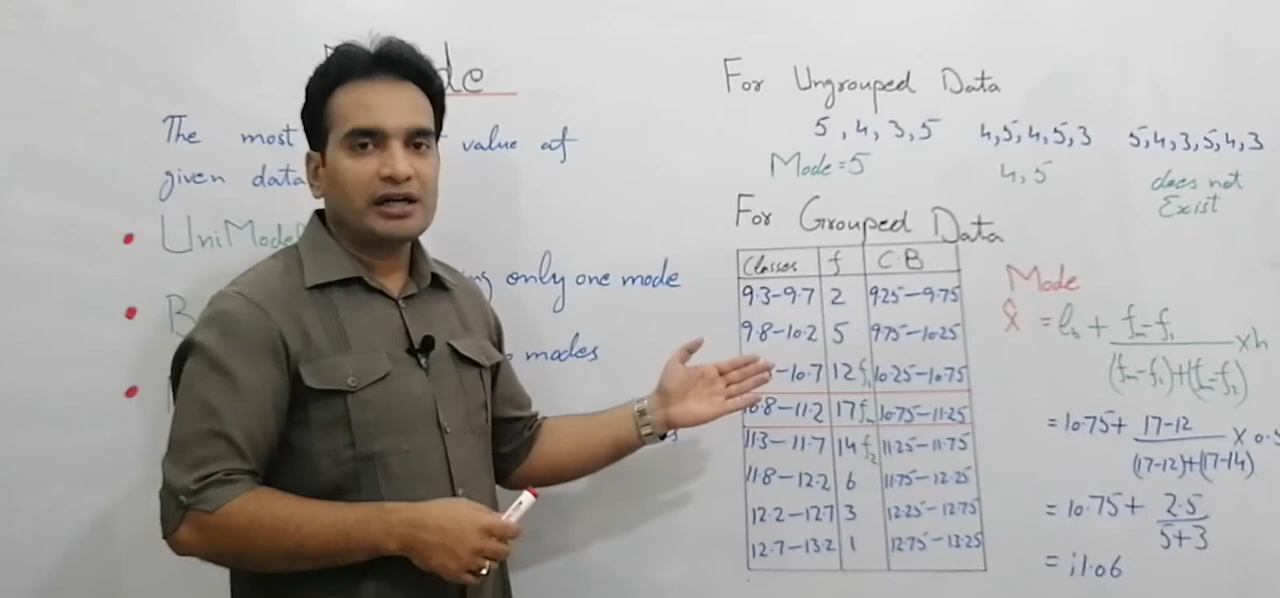 de
The most value of
given data
UniModel
only one mode
B
modes
For Ungrouped Data
5, 4, 3, 5
Mode = 5
4, 5, 4, 5, 3
4, 5
5, 4, 3, 5, 4, 3
does not
Exist
For Grouped Data
Classes f C.B
9.3-9.7 2 9.25-9.75
9.8-10.2 5 9.75-10.25
-10.7 12 f₁ 10.25-10.75
10.8-11.2 17 fm 10.75-11.25
11.3-11.7 14 f₂ 11.25-11.75
11.8-12.2 6 11.75-12.25
12.2-12.7 3 12.25-12.75
12.7-13.2 1 12.75-13.25
Mode
x̂ = lb + fm-f₁ / (fm-f₁)+(fm-f₂) × h
= 10.75 + 17-12 / (17-12)+(17-14) × 0.5
= 10.75 + 2.5 / 5+3
= 11.06